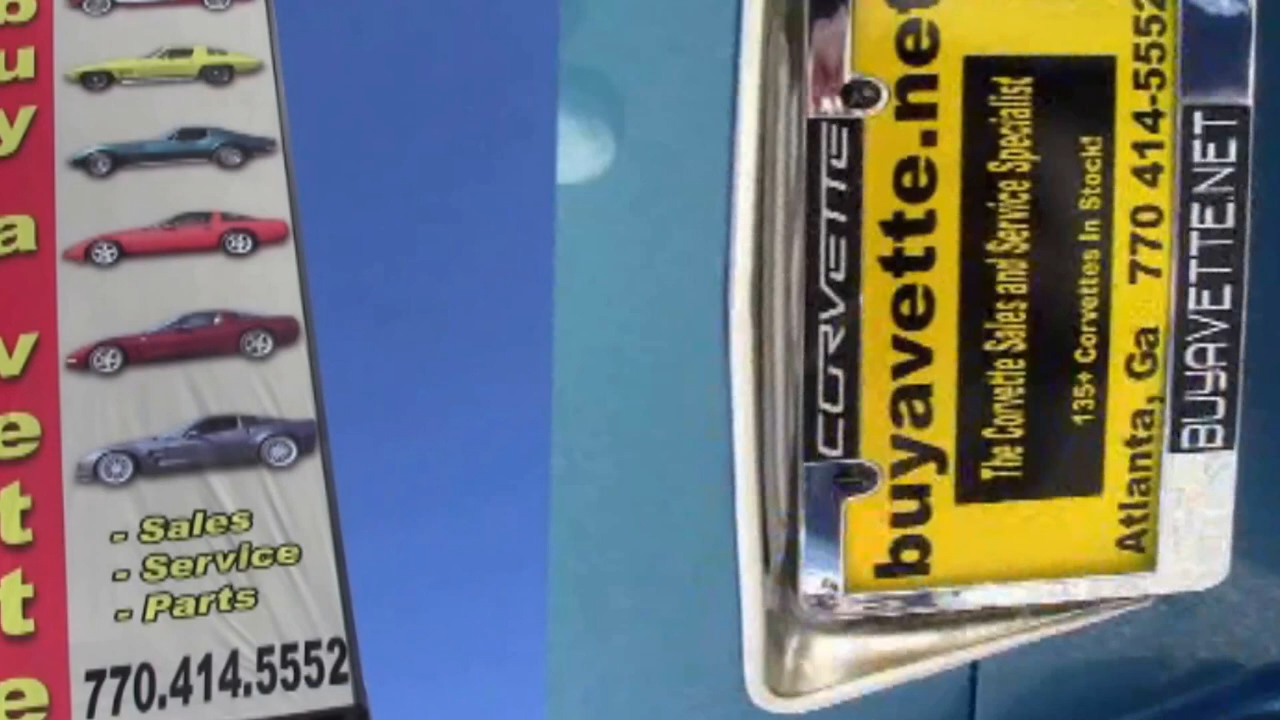 buy a vette
- Sales
- Service
- Parts
770.414.5552
CORVETTE
buyavette.net
The Corvette Sales and Service Specialist
135+ Corvettes In Stock!
Atlanta, Ga 770 414-5552
BUYAVETTE.NET